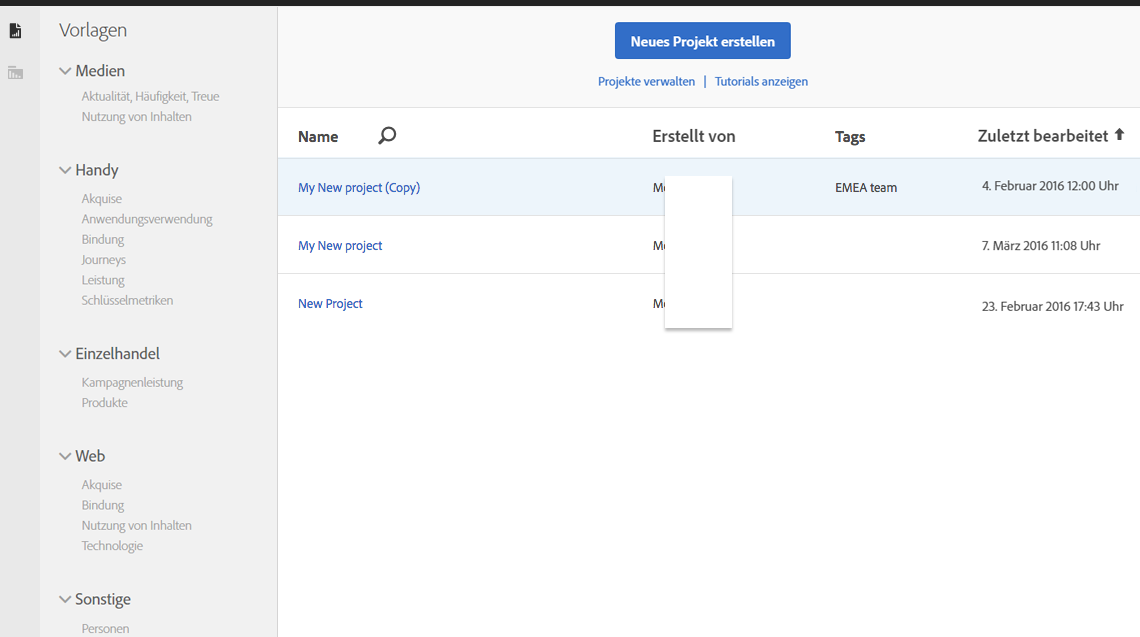 Vorlagen
Medien
Aktualität, Häufigkeit, Treue
Nutzung von Inhalten
Handy
Akquise
Anwendungsverwendung
Bindung
Journeys
Leistung
Schlüsselmetriken
Einzelhandel
Kampagnenleistung
Produkte
Web
Akquise
Bindung
Nutzung von Inhalten
Technologie
Sonstige
Personen
Neues Projekt erstellen
Projekte verwalten | Tutorials anzeigen
Name Erstellt von Tags Zuletzt bearbeitet
My New project (Copy) EMEA team 4. Februar 2016 12:00 Uhr
My New project 7. März 2016 11:08 Uhr
New Project 23. Februar 2016 17:43 Uhr